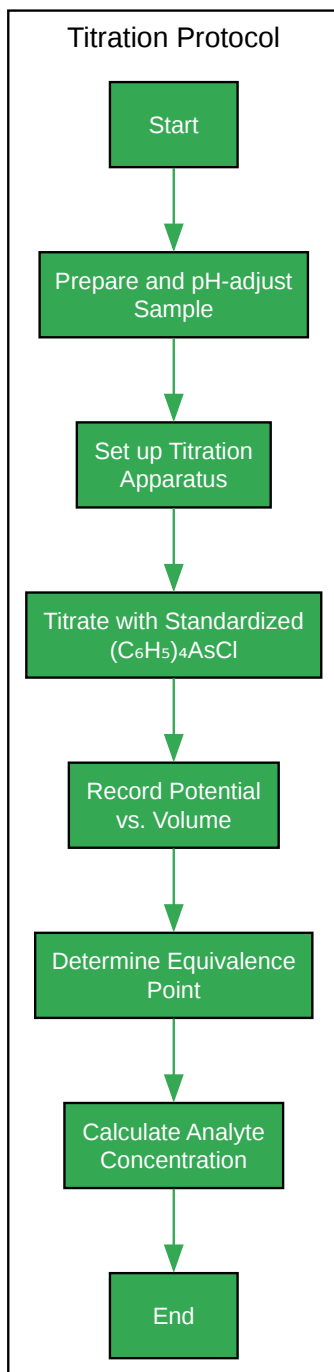 Titration Protocol
Start
Prepare and pH-adjust
Sample
Set up Titration
Apparatus
Titrate with Standardized
(C₆H₅)₄AsCl
Record Potential
vs. Volume
Determine Equivalence
Point
Calculate Analyte
Concentration
End